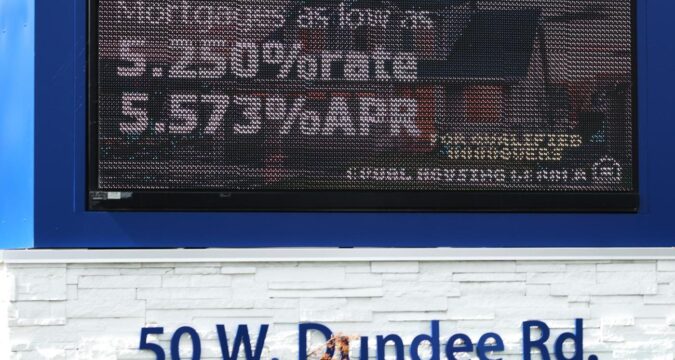 Mortgages as low as
5.250%rate
5.573%APR
FOR QUALIFIED
EQUAL HOUSING LENDER
50 W. Dundee Rd.